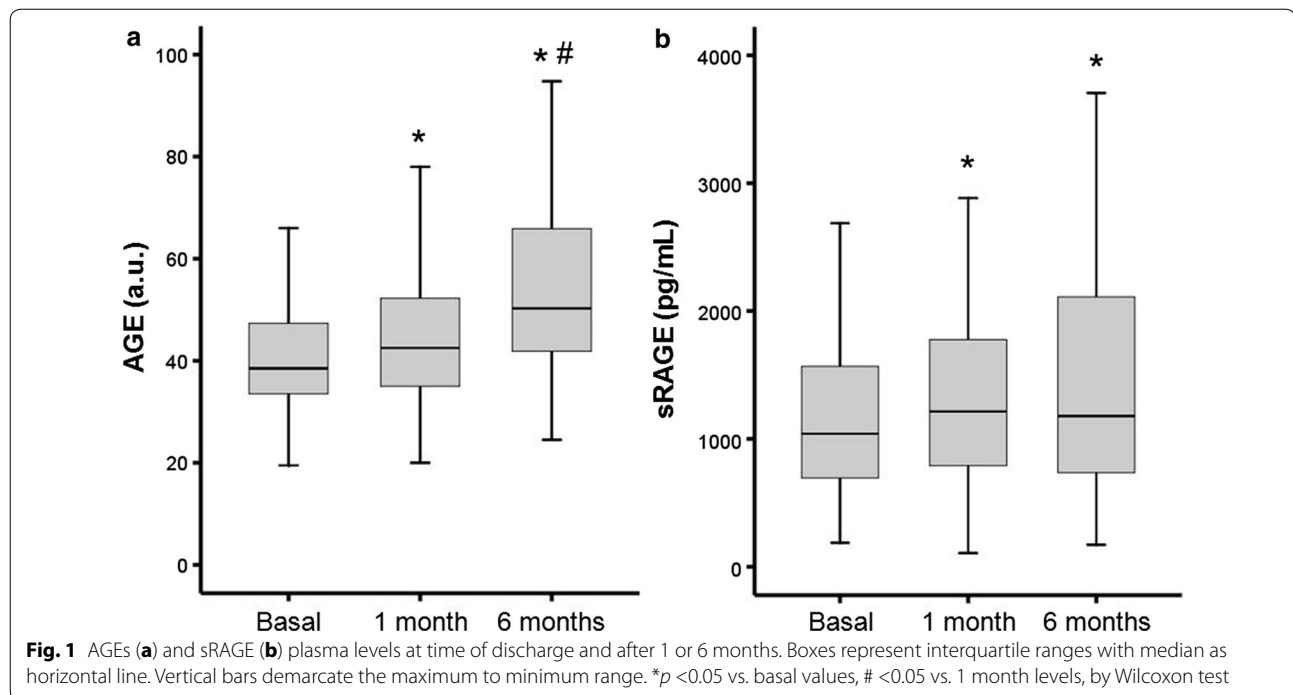 a
100
80
60
40
20
0
AGE (a.u.)
*
* #
Basal 1 month 6 months
b
4000
3000
2000
1000
0
sRAGE (pg/mL)
*
*
Basal 1 month 6 months
Fig. 1 AGEs (a) and sRAGE (b) plasma levels at time of discharge and after 1 or 6 months. Boxes represent interquartile ranges with median as
horizontal line. Vertical bars demarcate the maximum to minimum range. *p <0.05 vs. basal values, # <0.05 vs. 1 month levels, by Wilcoxon test